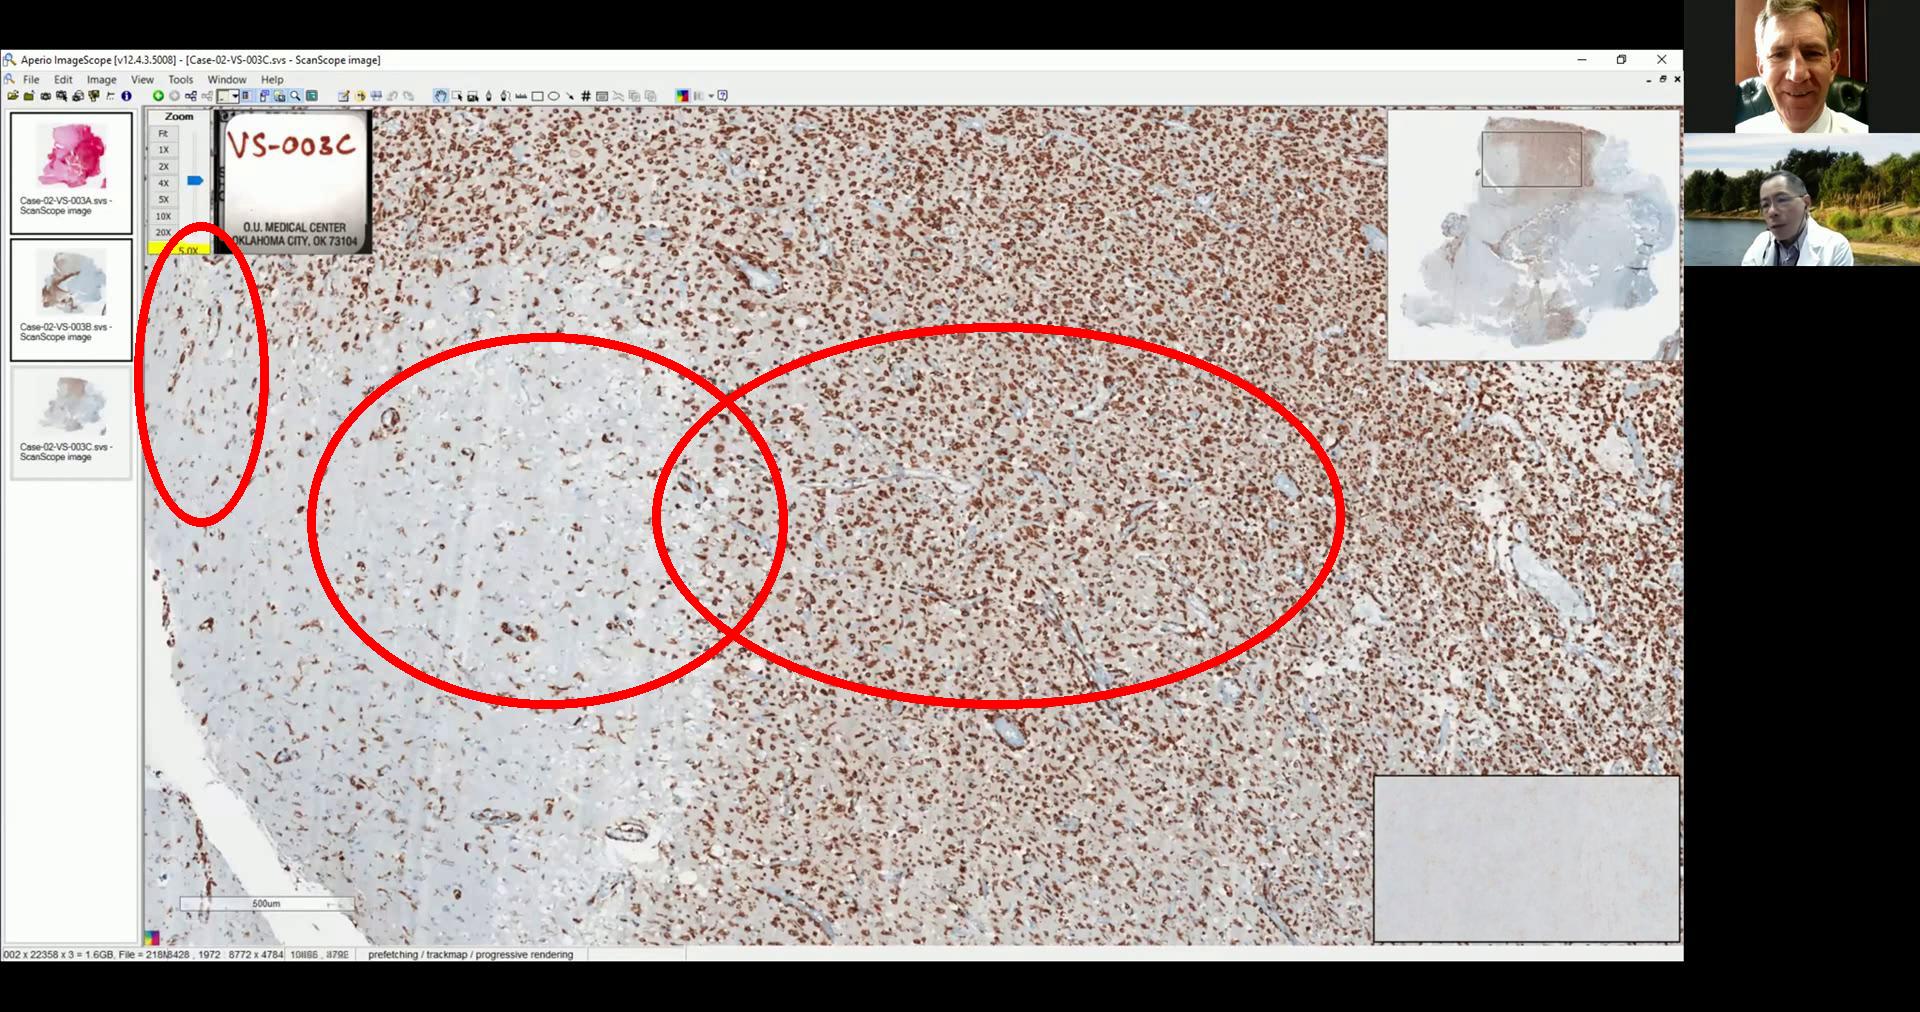 Aperio ImageScope [v12.4.3.5008] - [Case-02-VS-003C.svs - ScanScope image]
File Edit Image View Tools Window Help
Case-02-VS-003A.svs -
ScanScope image
Case-02-VS-003B.svs -
ScanScope image
Case-02-VS-003C.svs -
ScanScope image
Zoom
Fit
1X
2X
4X
5X
10X
20X
5.0X
VS-003C
O.U. MEDICAL CENTER
OKLAHOMA CITY, OK 73104
500um
002 x 22358 x 3 = 1.6GB, File = 1972 8772 x 4784 prefetching / trackmap / progressive rendering